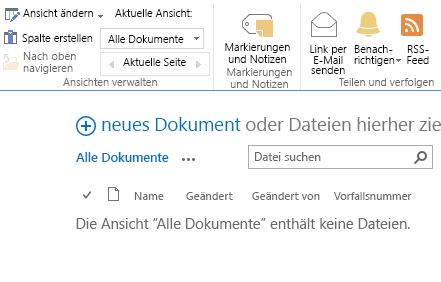 Ansicht ändern
Aktuelle Ansicht:
Spalte erstellen
Alle Dokumente
Nach oben
navigieren
Aktuelle Seite
Ansichten verwalten
Markierungen
und Notizen
Markierungen
und Notizen
Link per
E-Mail
senden
Benach-
richtigen
RSS-
Feed
Teilen und verfolgen
neues Dokument oder Dateien hierher zie
Alle Dokumente ...
Datei suchen
Name Geändert Geändert von Vorfallsnummer
Die Ansicht "Alle Dokumente" enthält keine Dateien.